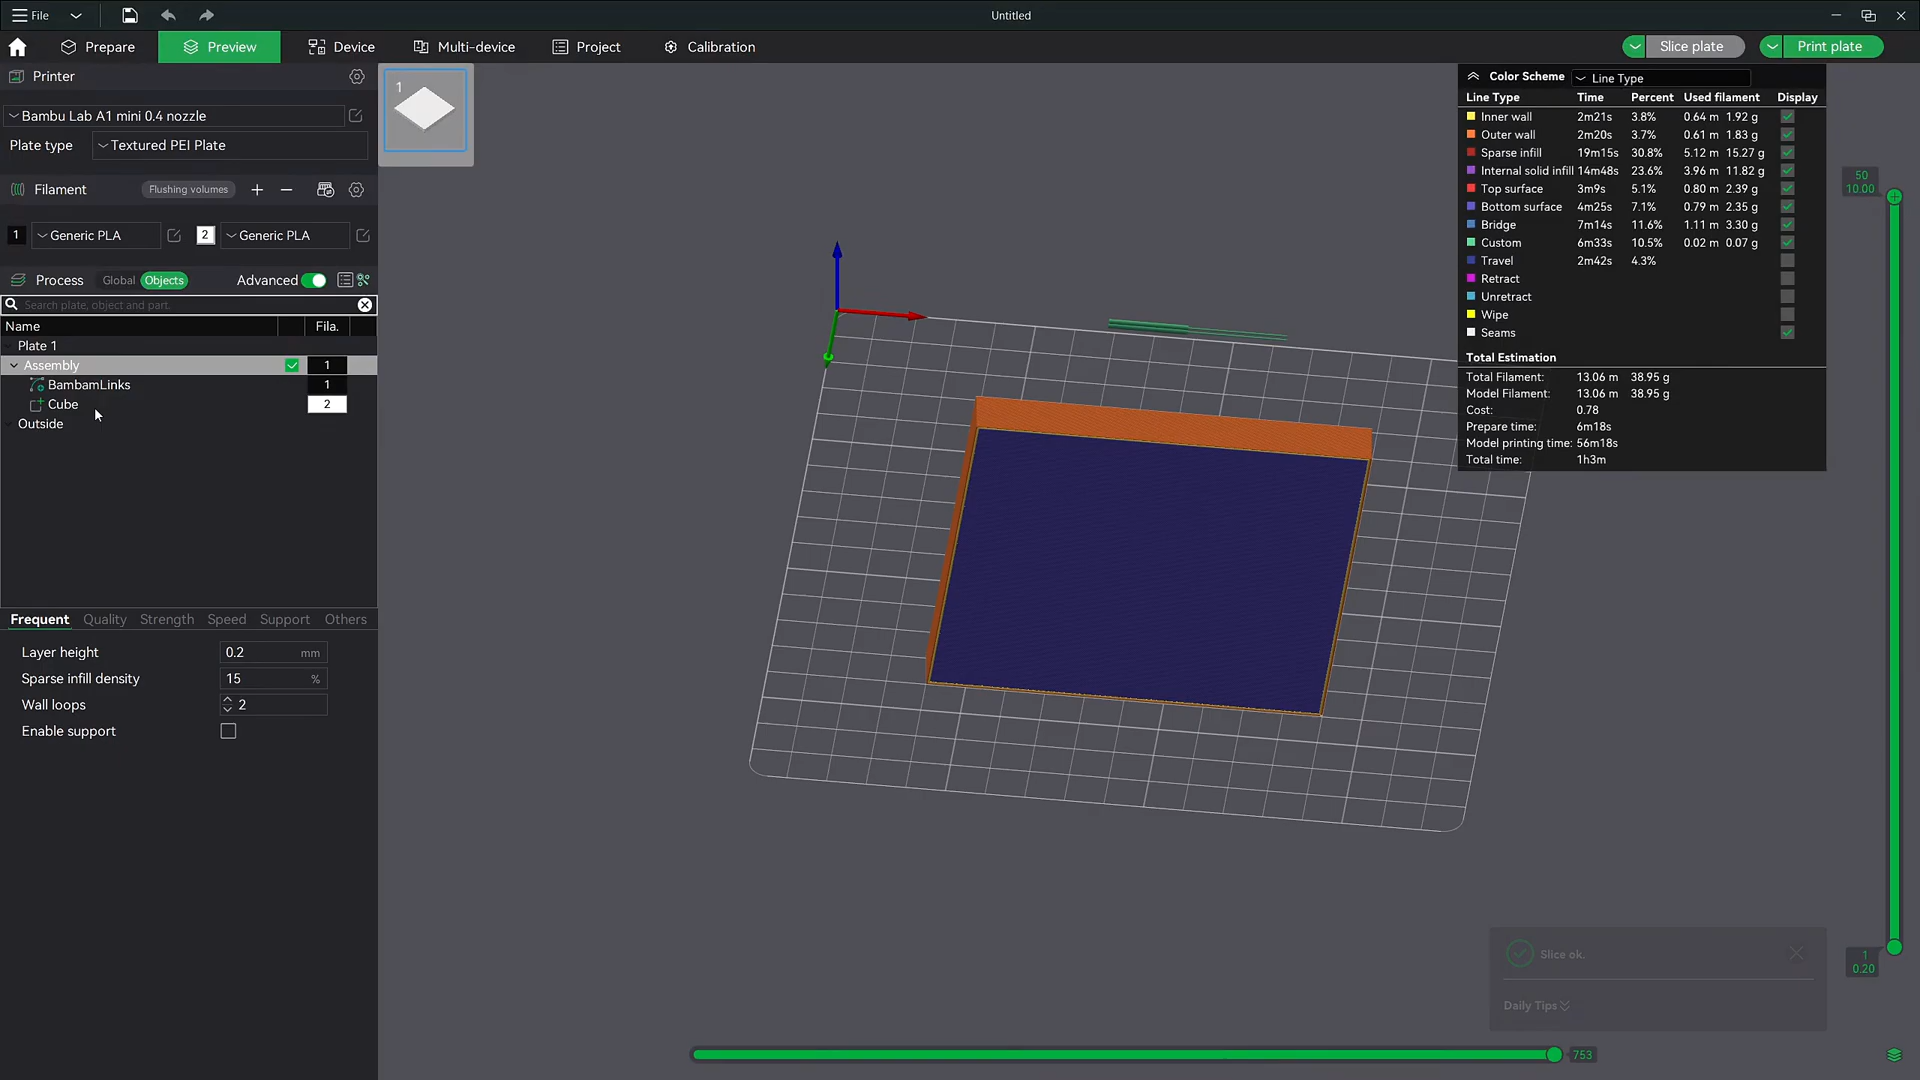 File
Untitled
Prepare
Preview
Device
Multi-device
Project
Calibration
Slice plate
Print plate
Printer
Bambu Lab A1 mini 0.4 nozzle
Plate type
Textured PEI Plate
Filament
Flushing volumes
1
Generic PLA
2
Generic PLA
Process
Global
Objects
Advanced
Search plate, object and part.
Name
Fila.
Plate 1
Assembly 1
BambamLinks 1
Cube 2
Outside
Frequent
Quality
Strength
Speed
Support
Others
Layer height 0.2 mm
Sparse infill density 15 %
Wall loops 2
Enable support
1
Color Scheme Line Type
Line Type Time Percent Used filament Display
Inner wall 2m21s 3.8% 0.64 m 1.92 g
Outer wall 2m20s 3.7% 0.61 m 1.83 g
Sparse infill 19m15s 30.8% 5.12 m 15.27 g
Internal solid infill 14m48s 23.6% 3.96 m 11.82 g
Top surface 3m9s 5.1% 0.80 m 2.39 g
Bottom surface 4m25s 7.1% 0.79 m 2.35 g
Bridge 7m14s 11.6% 1.11 m 3.30 g
Custom 6m33s 10.5% 0.02 m 0.07 g
Travel 2m42s 4.3%
Retract
Unretract
Wipe
Seams
Total Estimation
Total Filament: 13.06 m 38.95 g
Model Filament: 13.06 m 38.95 g
Cost: 0.78
Prepare time: 6m18s
Model printing time: 56m18s
Total time: 1h3m
50
10.00
1
0.20
Slice ok.
Daily Tips
753